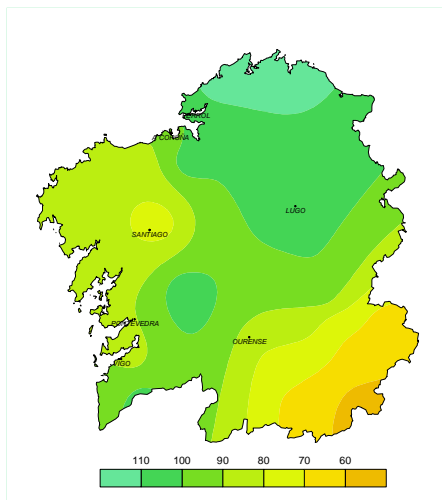 FERROL
A CORUÑA
LUGO
SANTIAGO
PONTEVEDRA
OURENSE
VIGO
110 100 90 80 70 60